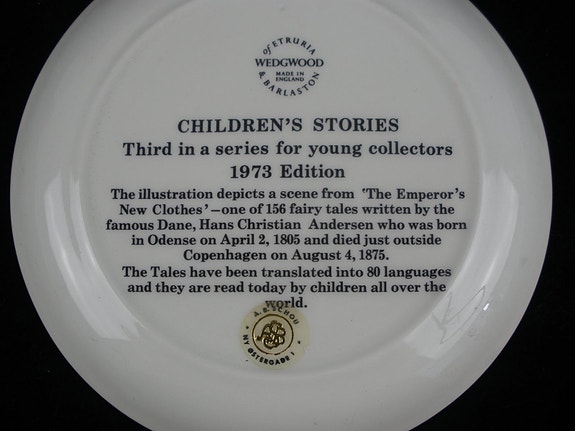 of ETRURIA
WEDGWOOD
MADE IN
ENGLAND
& BARLASTON
CHILDREN'S STORIES
Third in a series for young collectors
1973 Edition
The illustration depicts a scene from 'The Emperor's
New Clothes'—one of 156 fairy tales written by the
famous Dane, Hans Christian Andersen who was born
in Odense on April 2, 1805 and died just outside
Copenhagen on August 4, 1875.
The Tales have been translated into 80 languages
and they are read today by children all over the
world.
A. B. SCHOU
NY ØSTERGADE 1